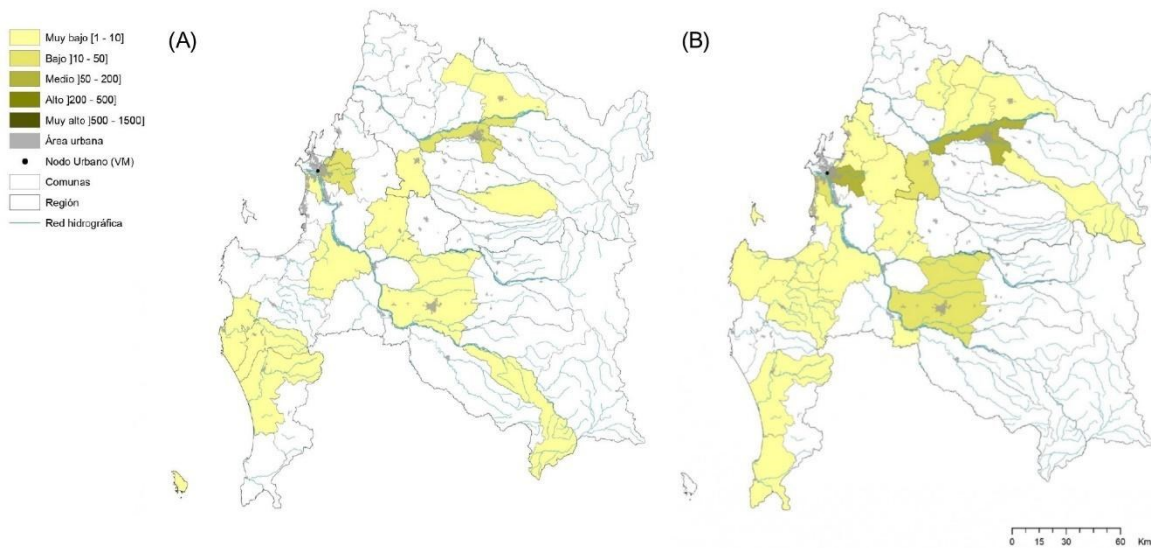 Muy bajo [1 - 10]
Bajo ]10 - 50]
Medio ]50 - 200]
Alto ]200 - 500]
Muy alto ]500 - 1500]
Área urbana
Nodo Urbano (VM)
Comunas
Región
Red hidrográfica
(A)
(B)
0 15 30 60 Km